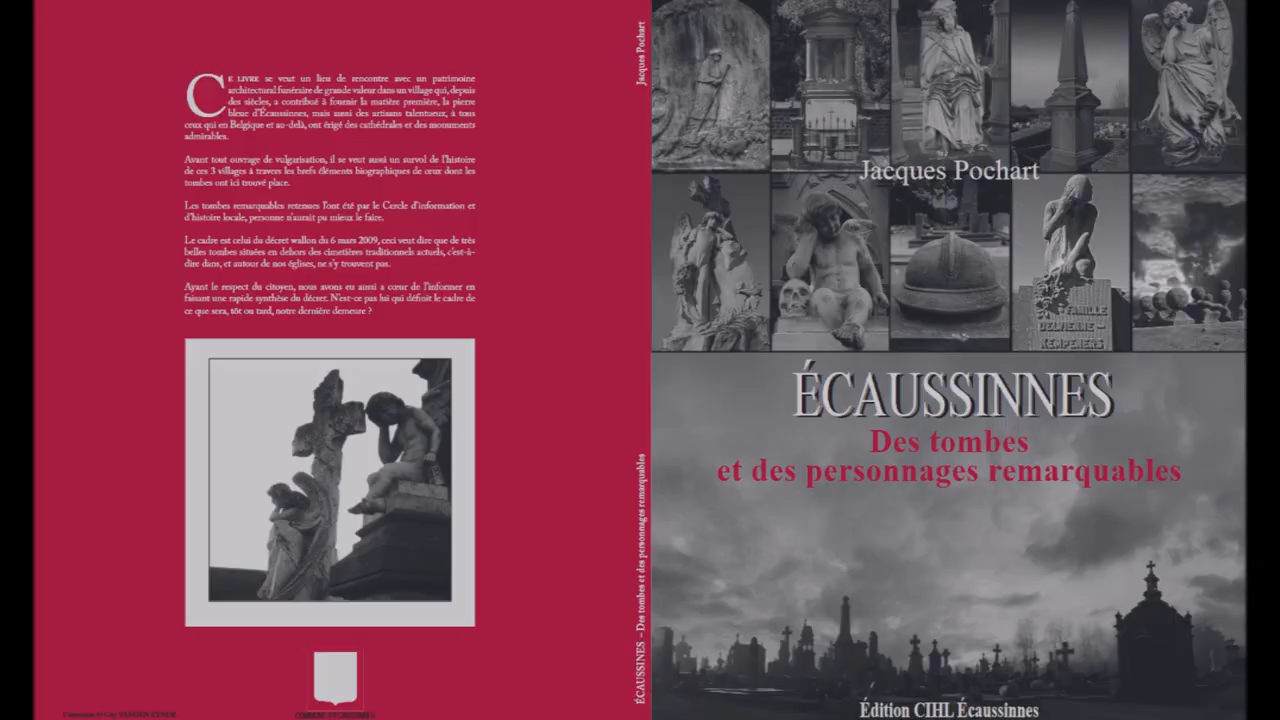 CE LIVRE se veut un lieu de rencontre avec un patrimoine
architectural funéraire de grande valeur dans un village qui, depuis
des siècles, a contribué à fournir la matière première, la pierre
bleue d'Écaussinnes, mais aussi des artisans talentueux, à tous
ceux qui en Belgique et au-delà, ont érigé des cathédrales et des monuments
admirables.
Avant tout ouvrage de vulgarisation, il se veut aussi un survol de l'histoire
de ces 3 villages à travers les brefs éléments biographiques de ceux dont les
tombes ont ici trouvé place.
Les tombes remarquables retenues l'ont été par le Cercle d'information et
d'histoire locale, personne n'aurait pu mieux le faire.
Le cadre est celui du décret wallon du 6 mars 2009, ceci veut dire que de très
belles tombes situées en dehors des cimetières traditionnels actuels, c'est-à-
dire dans, et autour de nos églises, ne s'y trouvent pas.
Ayant le respect du citoyen, nous avons eu aussi a cœur de l'informer en
faisant une rapide synthèse du décret. N'est-ce pas lui qui définit le cadre de
ce que sera, tôt ou tard, notre dernière demeure ?
Jacques Pochart
ÉCAUSSINES – Des tombes et des personnages remarquables
Jacques Pochart
FAMILLE
DELVIENNE —
KEMPENERS
ÉCAUSSINNES
Des tombes
et des personnages remarquables
Édition CIHL Écaussinnes